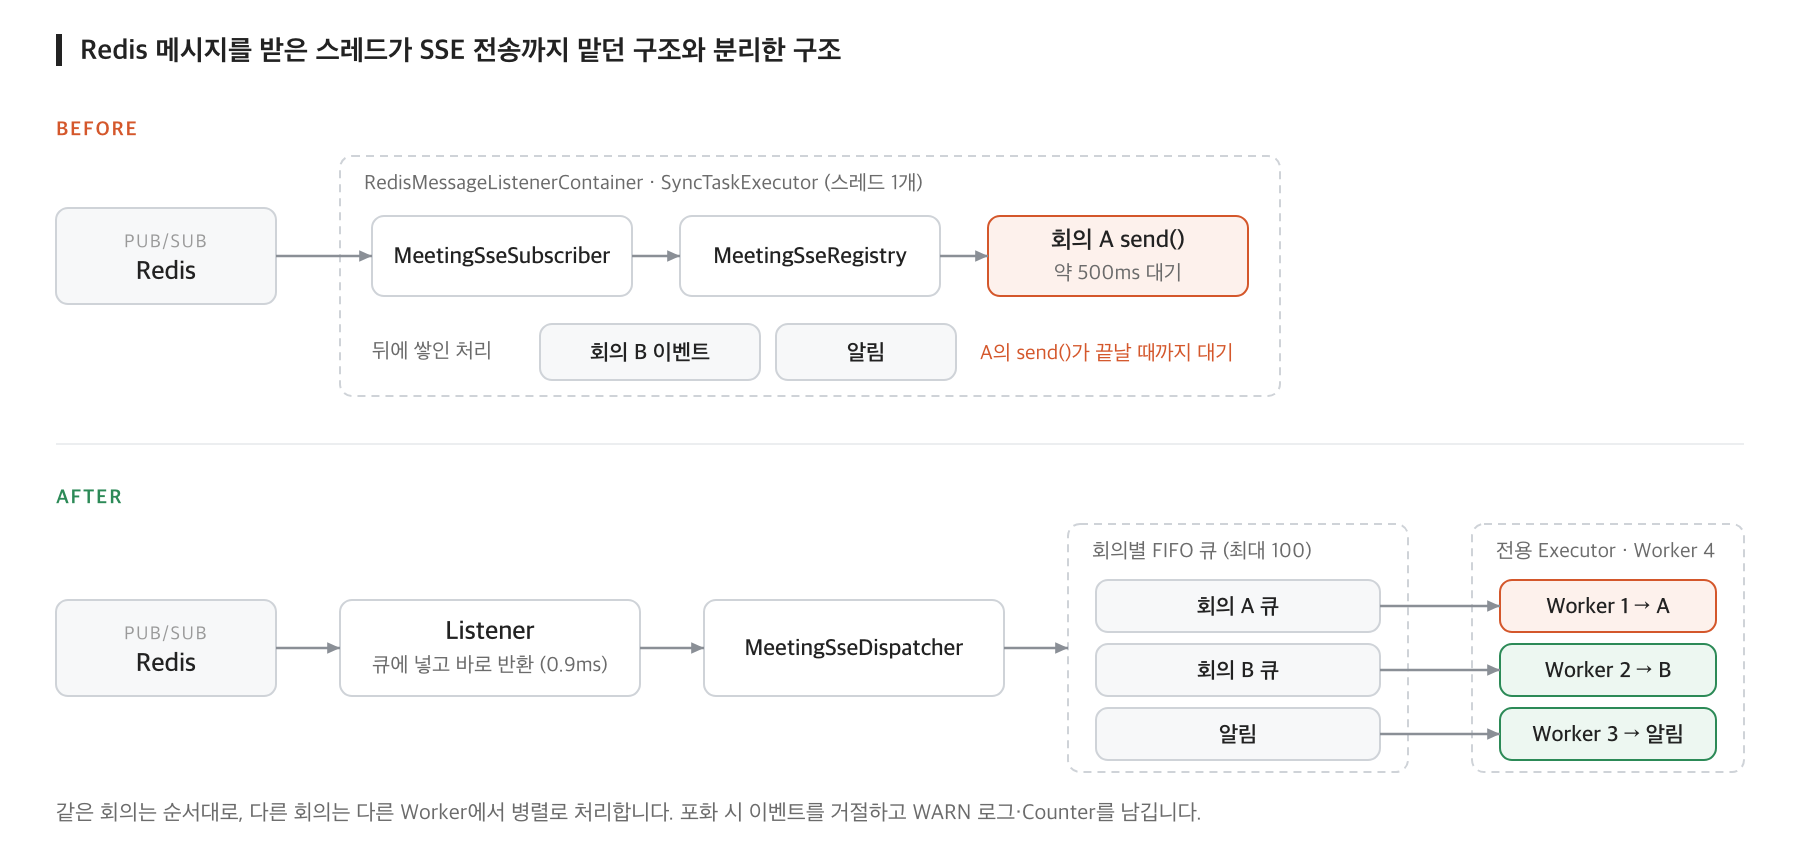 Redis 메시지를 받은 스레드가 SSE 전송까지 맡던 구조와 분리한 구조
BEFORE
RedisMessageListenerContainer · SyncTaskExecutor (스레드 1개)
PUB/SUB
Redis
MeetingSseSubscriber
MeetingSseRegistry
회의 A send()
약 500ms 대기
뒤에 쌓인 처리
회의 B 이벤트
알림
A의 send()가 끝날 때까지 대기
AFTER
회의별 FIFO 큐 (최대 100)
전용 Executor · Worker 4
PUB/SUB
Redis
Listener
큐에 넣고 바로 반환 (0.9ms)
MeetingSseDispatcher
회의 A 큐
Worker 1 → A
회의 B 큐
Worker 2 → B
알림
Worker 3 → 알림
같은 회의는 순서대로, 다른 회의는 다른 Worker에서 병렬로 처리합니다. 포화 시 이벤트를 거절하고 WARN 로그·Counter를 남깁니다.